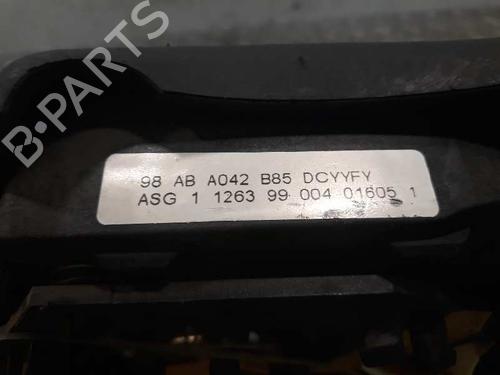 B-PARTS
98 AB A042 B85 DCYYFY
ASG 1 1263 99 004 01605 1